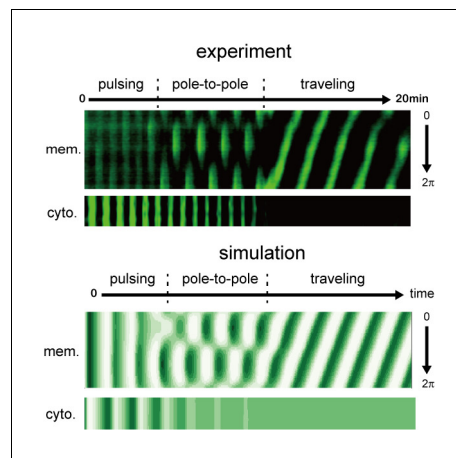 experiment
pulsing pole-to-pole traveling
0 20min
mem. 0
2π
cyto.
simulation
pulsing pole-to-pole traveling
0 time
mem. 0
2π
cyto.